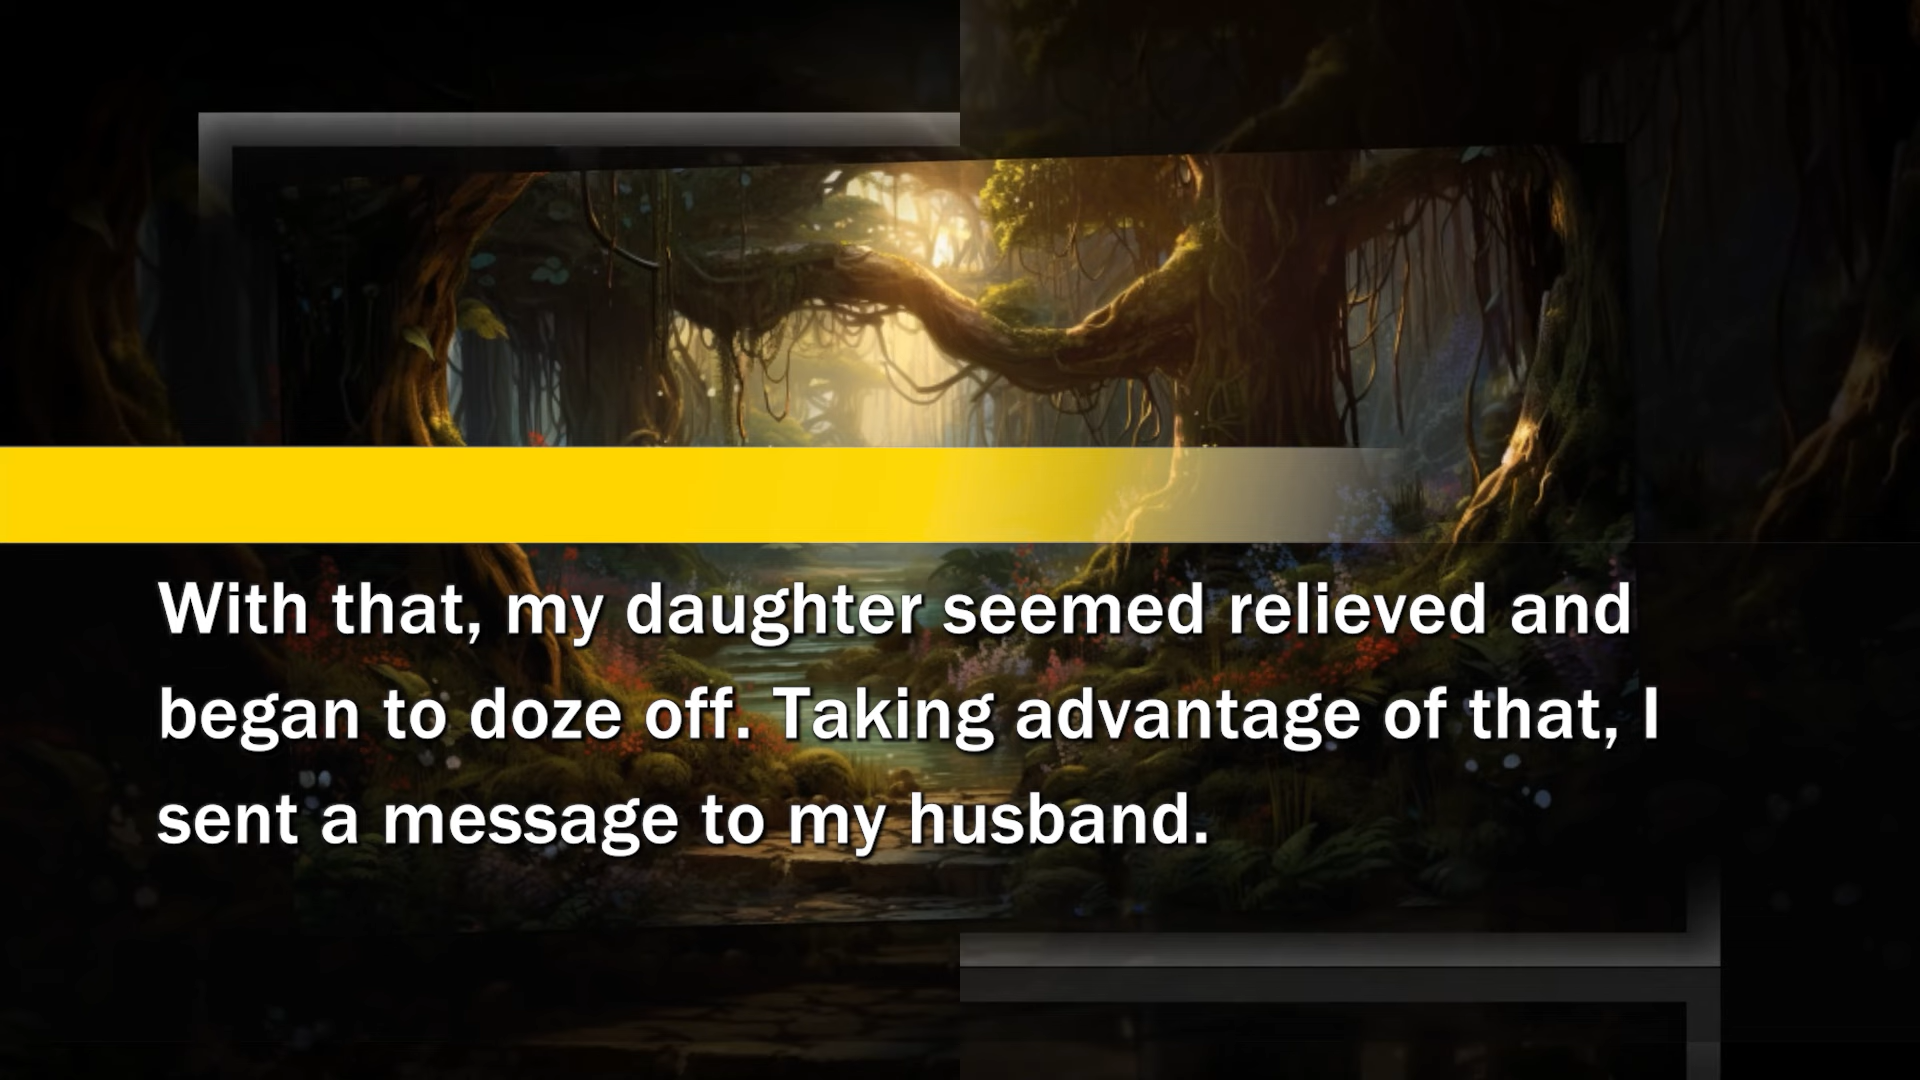 With that, my daughter seemed relieved and
began to doze off. Taking advantage of that, I
sent a message to my husband.